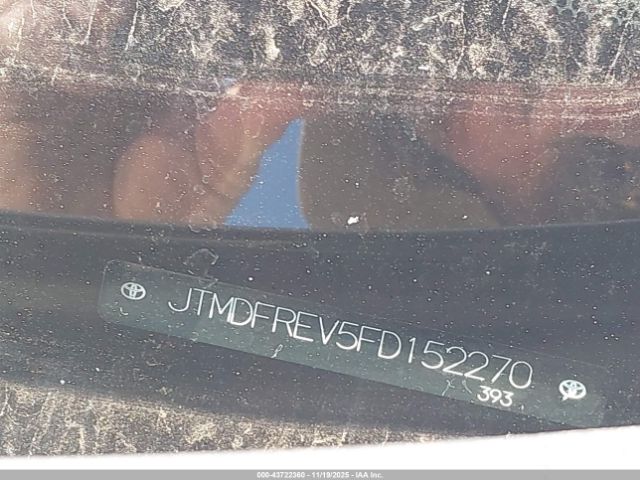 JTMDFREV5FD152270
393
000-43722360 - 11/19/2025 - IAA Inc.